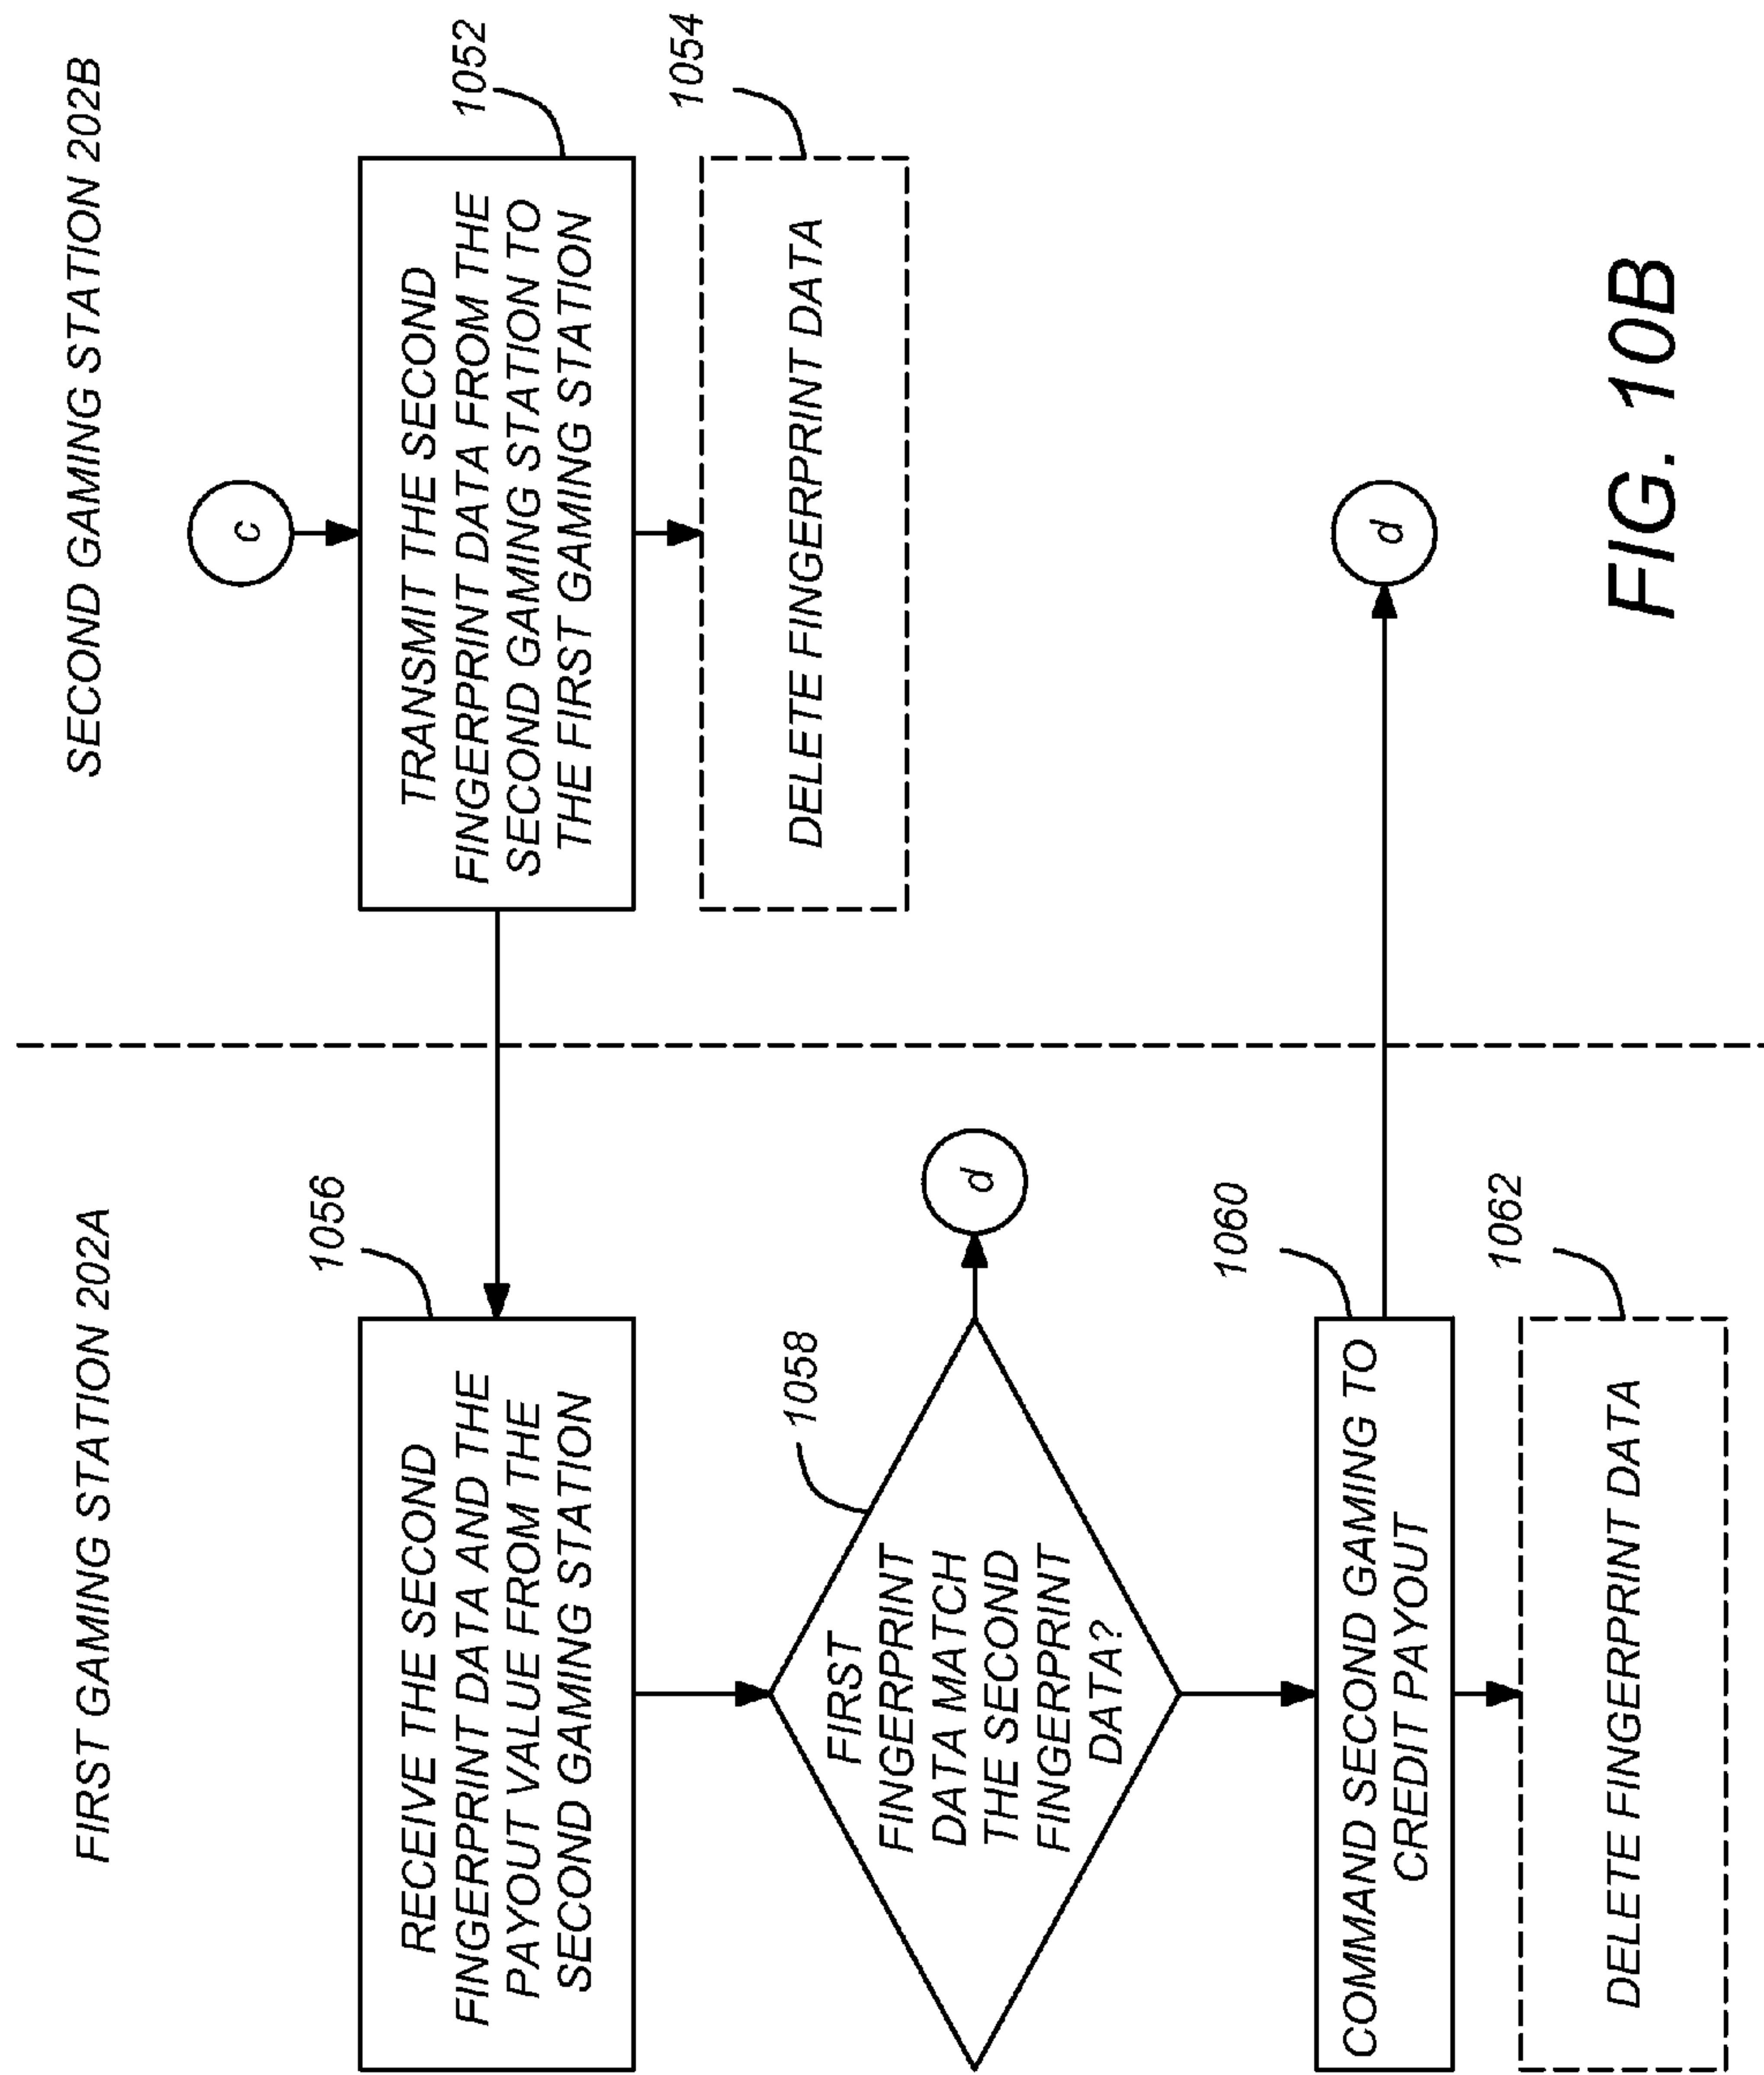 FIRST GAMING STATION 202A
SECOND GAMING STATION 202B
c
1052
TRANSMIT THE SECOND
FINGERPRINT DATA FROM THE
SECOND GAMING STATION TO
THE FIRST GAMING STATION
1054
DELETE FINGERPRINT DATA
1056
RECEIVE THE SECOND
FINGERPRINT DATA AND THE
PAYOUT VALUE FROM THE
SECOND GAMING STATION
1058
FIRST
FINGERPRINT
DATA MATCH
THE SECOND
FINGERPRINT
DATA?
d
1060
COMMAND SECOND GAMING TO
CREDIT PAYOUT
d
1062
DELETE FINGERPRINT DATA
FIG. 10B